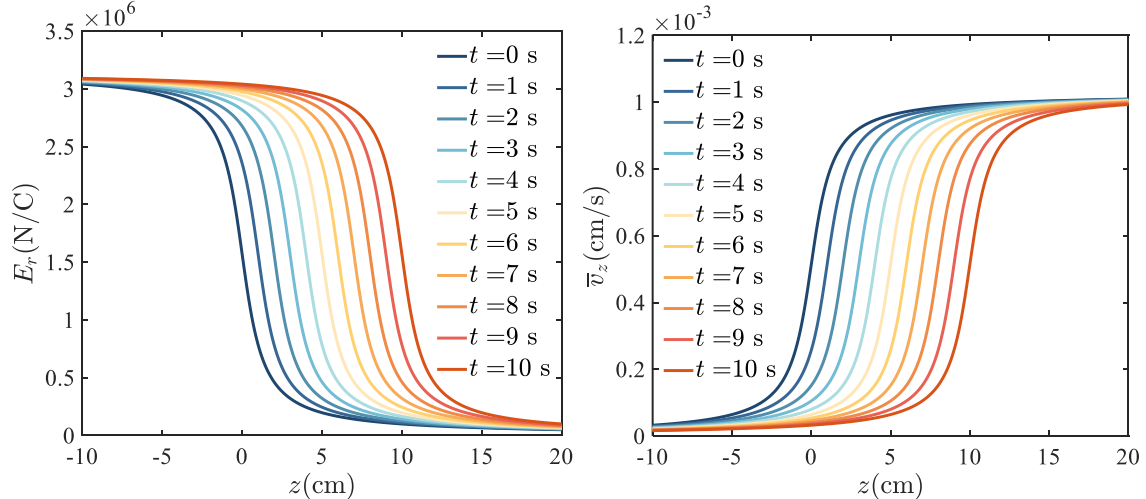 ×10⁶
3.5
3
2.5
2
1.5
1
0.5
0
E_r(N/C)
-10 -5 0 5 10 15 20
z(cm)
t =0 s
t =1 s
t =2 s
t =3 s
t =4 s
t =5 s
t =6 s
t =7 s
t =8 s
t =9 s
t =10 s
×10⁻³
1.2
1
0.8
0.6
0.4
0.2
0
v̅_z(cm/s)
-10 -5 0 5 10 15 20
z(cm)
t =0 s
t =1 s
t =2 s
t =3 s
t =4 s
t =5 s
t =6 s
t =7 s
t =8 s
t =9 s
t =10 s